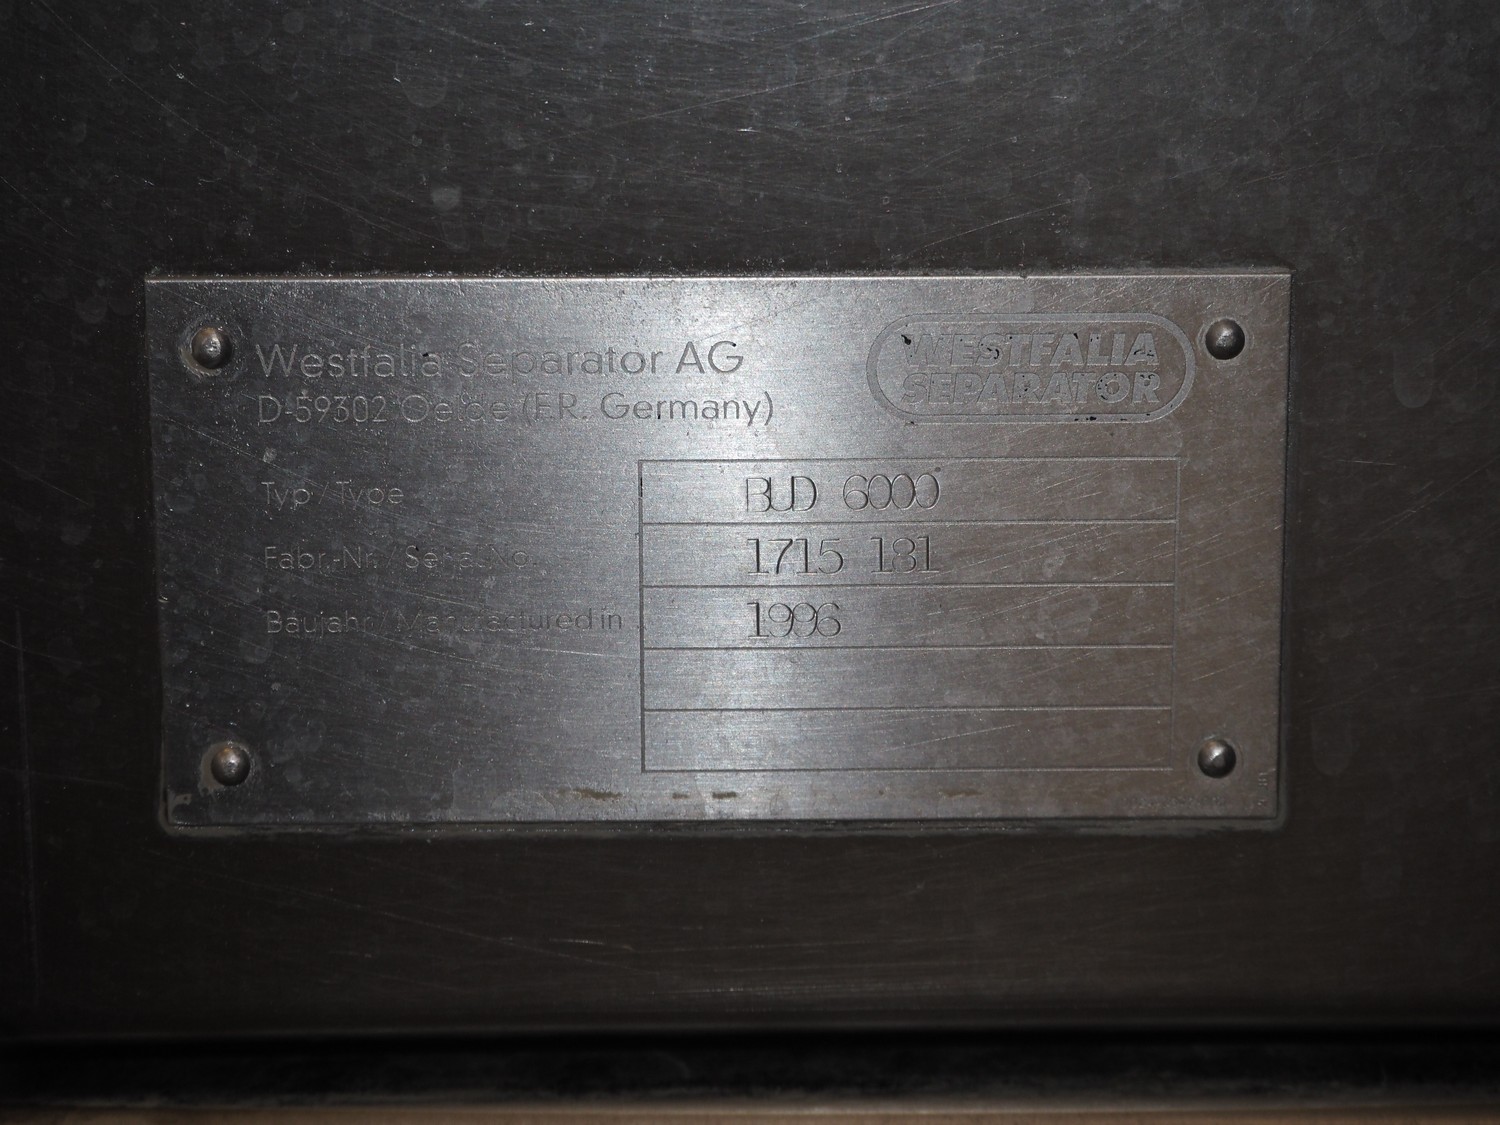 Westfalia Separator AG
D-59302 Oelde (F.R. Germany)
WESTFALIA
SEPARATOR
Typ / Type BUD 6000
Fabr.-Nr. / Serial No. 1715 181
Baujahr / Manufactured in 1996